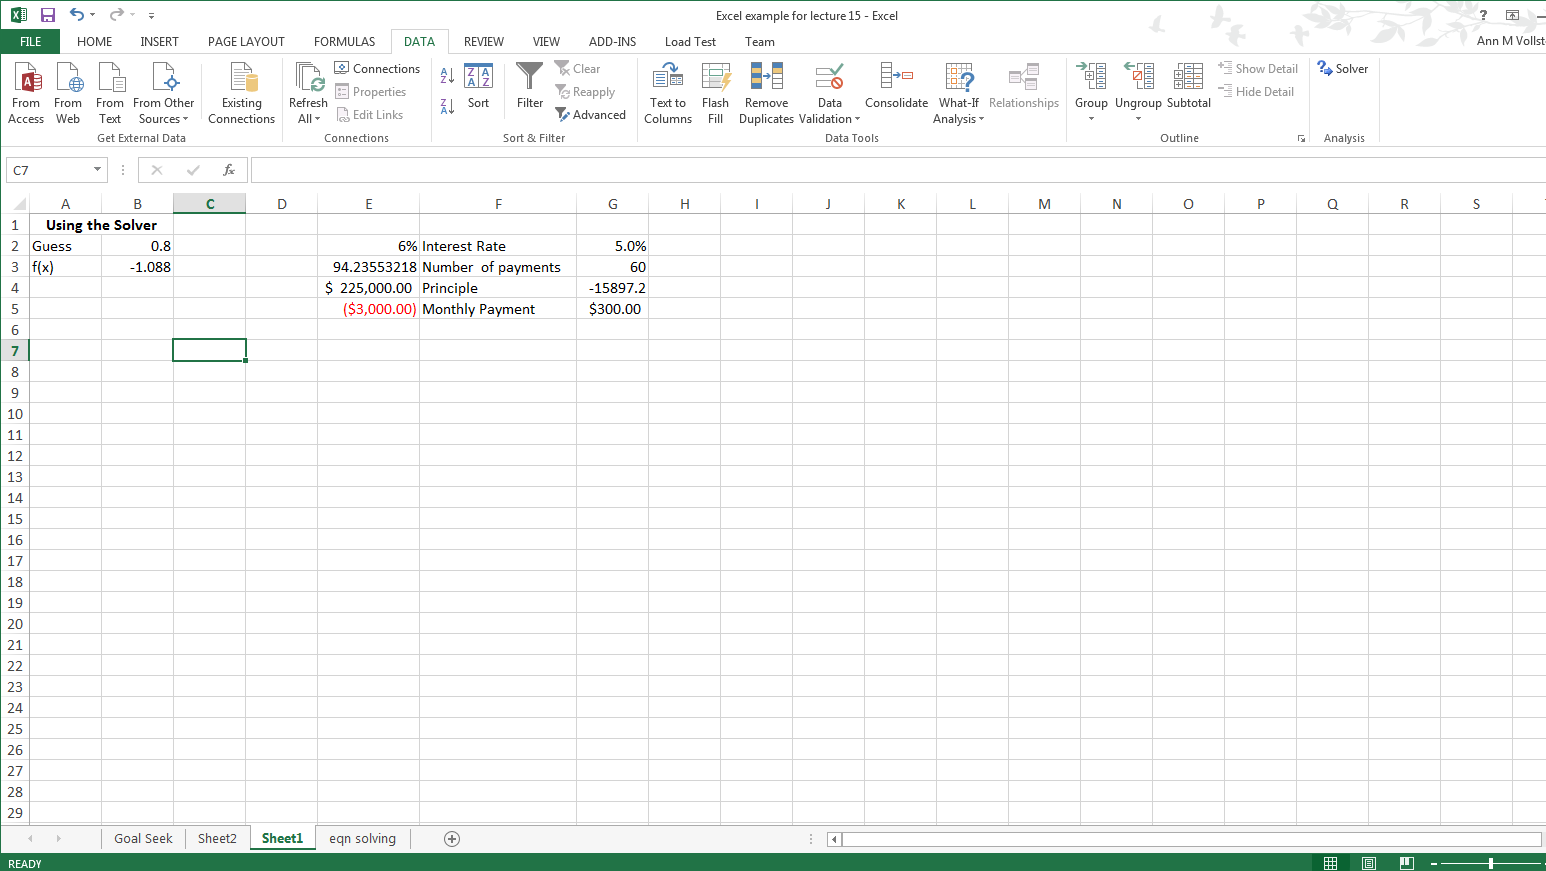 Excel example for lecture 15 - Excel
?
FILE HOME INSERT PAGE LAYOUT FORMULAS DATA REVIEW VIEW ADD-INS Load Test Team
Ann M Vollst
From Access
From Web
From Text
From Other Sources
Existing Connections
Get External Data
Refresh All
Connections
Properties
Edit Links
Connections
Sort
Filter
Clear
Reapply
Advanced
Sort & Filter
Text to Columns
Flash Fill
Remove Duplicates
Data Validation
Consolidate
What-If Analysis
Relationships
Data Tools
Group
Ungroup
Subtotal
Show Detail
Hide Detail
Outline
Solver
Analysis
C7
fx
A B C D E F G H I J K L M N O P Q R S
1 Using the Solver
2 Guess 0.8 6% Interest Rate 5.0%
3 f(x) -1.088 94.23553218 Number of payments 60
4 $ 225,000.00 Principle -15897.2
5 ($3,000.00) Monthly Payment $300.00
6
7
8
9
10
11
12
13
14
15
16
17
18
19
20
21
22
23
24
25
26
27
28
29
Goal Seek Sheet2 Sheet1 eqn solving
READY